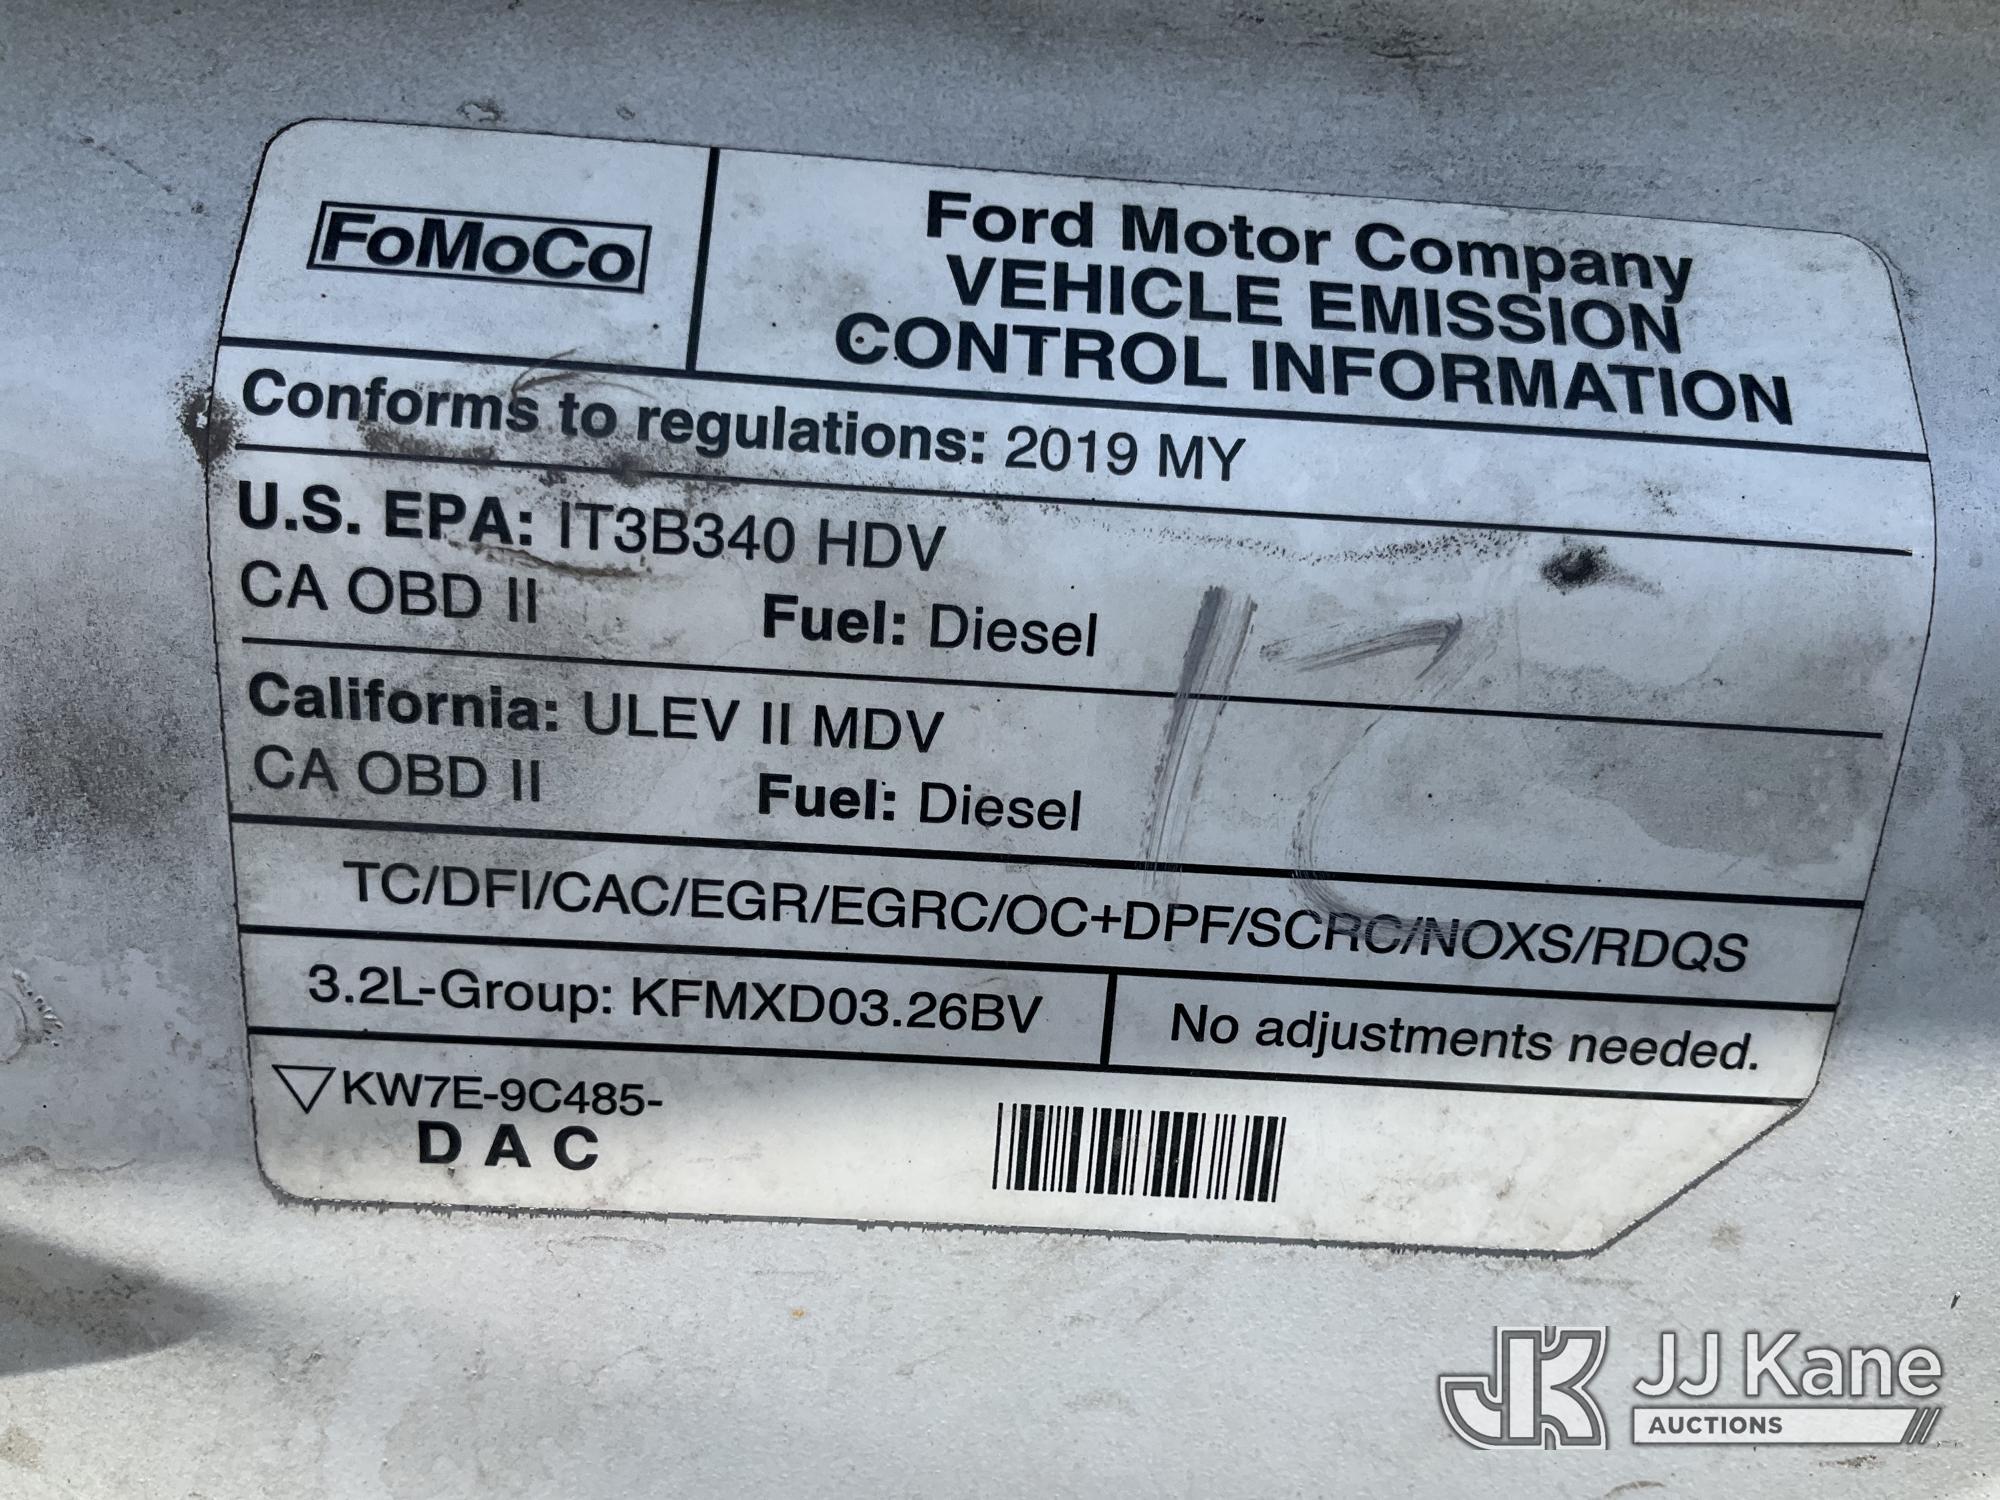 FoMoCo
Ford Motor Company
VEHICLE EMISSION
CONTROL INFORMATION
Conforms to regulations: 2019 MY
U.S. EPA: IT3B340 HDV
CA OBD II Fuel: Diesel
California: ULEV II MDV
CA OBD II Fuel: Diesel
TC/DFI/CAC/EGR/EGRC/OC+DPF/SCRC/NOXS/RDQS
3.2L-Group: KFMXD03.26BV
No adjustments needed.
KW7E-9C485-
D A C
JK
JJ Kane
AUCTIONS